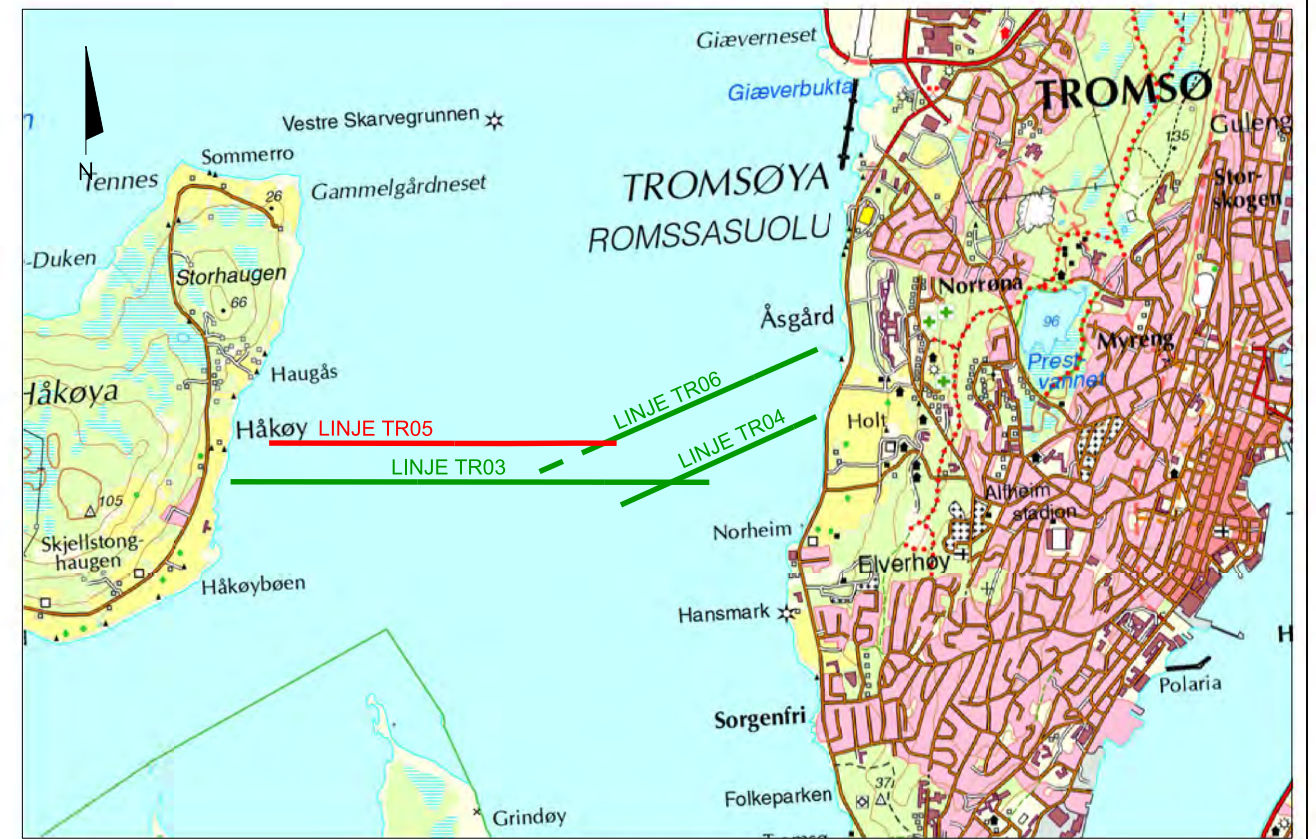 Giæverneset
Giæverbukta
TROMSØ
Vestre Skarvegrunnen
135
Guleng
N
Sommerro
Tennes
Gammelgårdneset
26
TROMSØYA
ROMSSASUOLU
Stor-
skogen
-Duken
Storhaugen
66
Norrøna
Åsgård
96
Prest
vannet
Myreng
Haugås
Håkøya
LINJE TR06
Håkøy
LINJE TR05
LINJE TR04
Holt
LINJE TR03
105
Alfheim
stadion
Skjellstong-
haugen
Norheim
Elverhøy
Håkøybøen
Hansmark
H
Polaria
Sorgenfri
37
Folkeparken
Grindøy